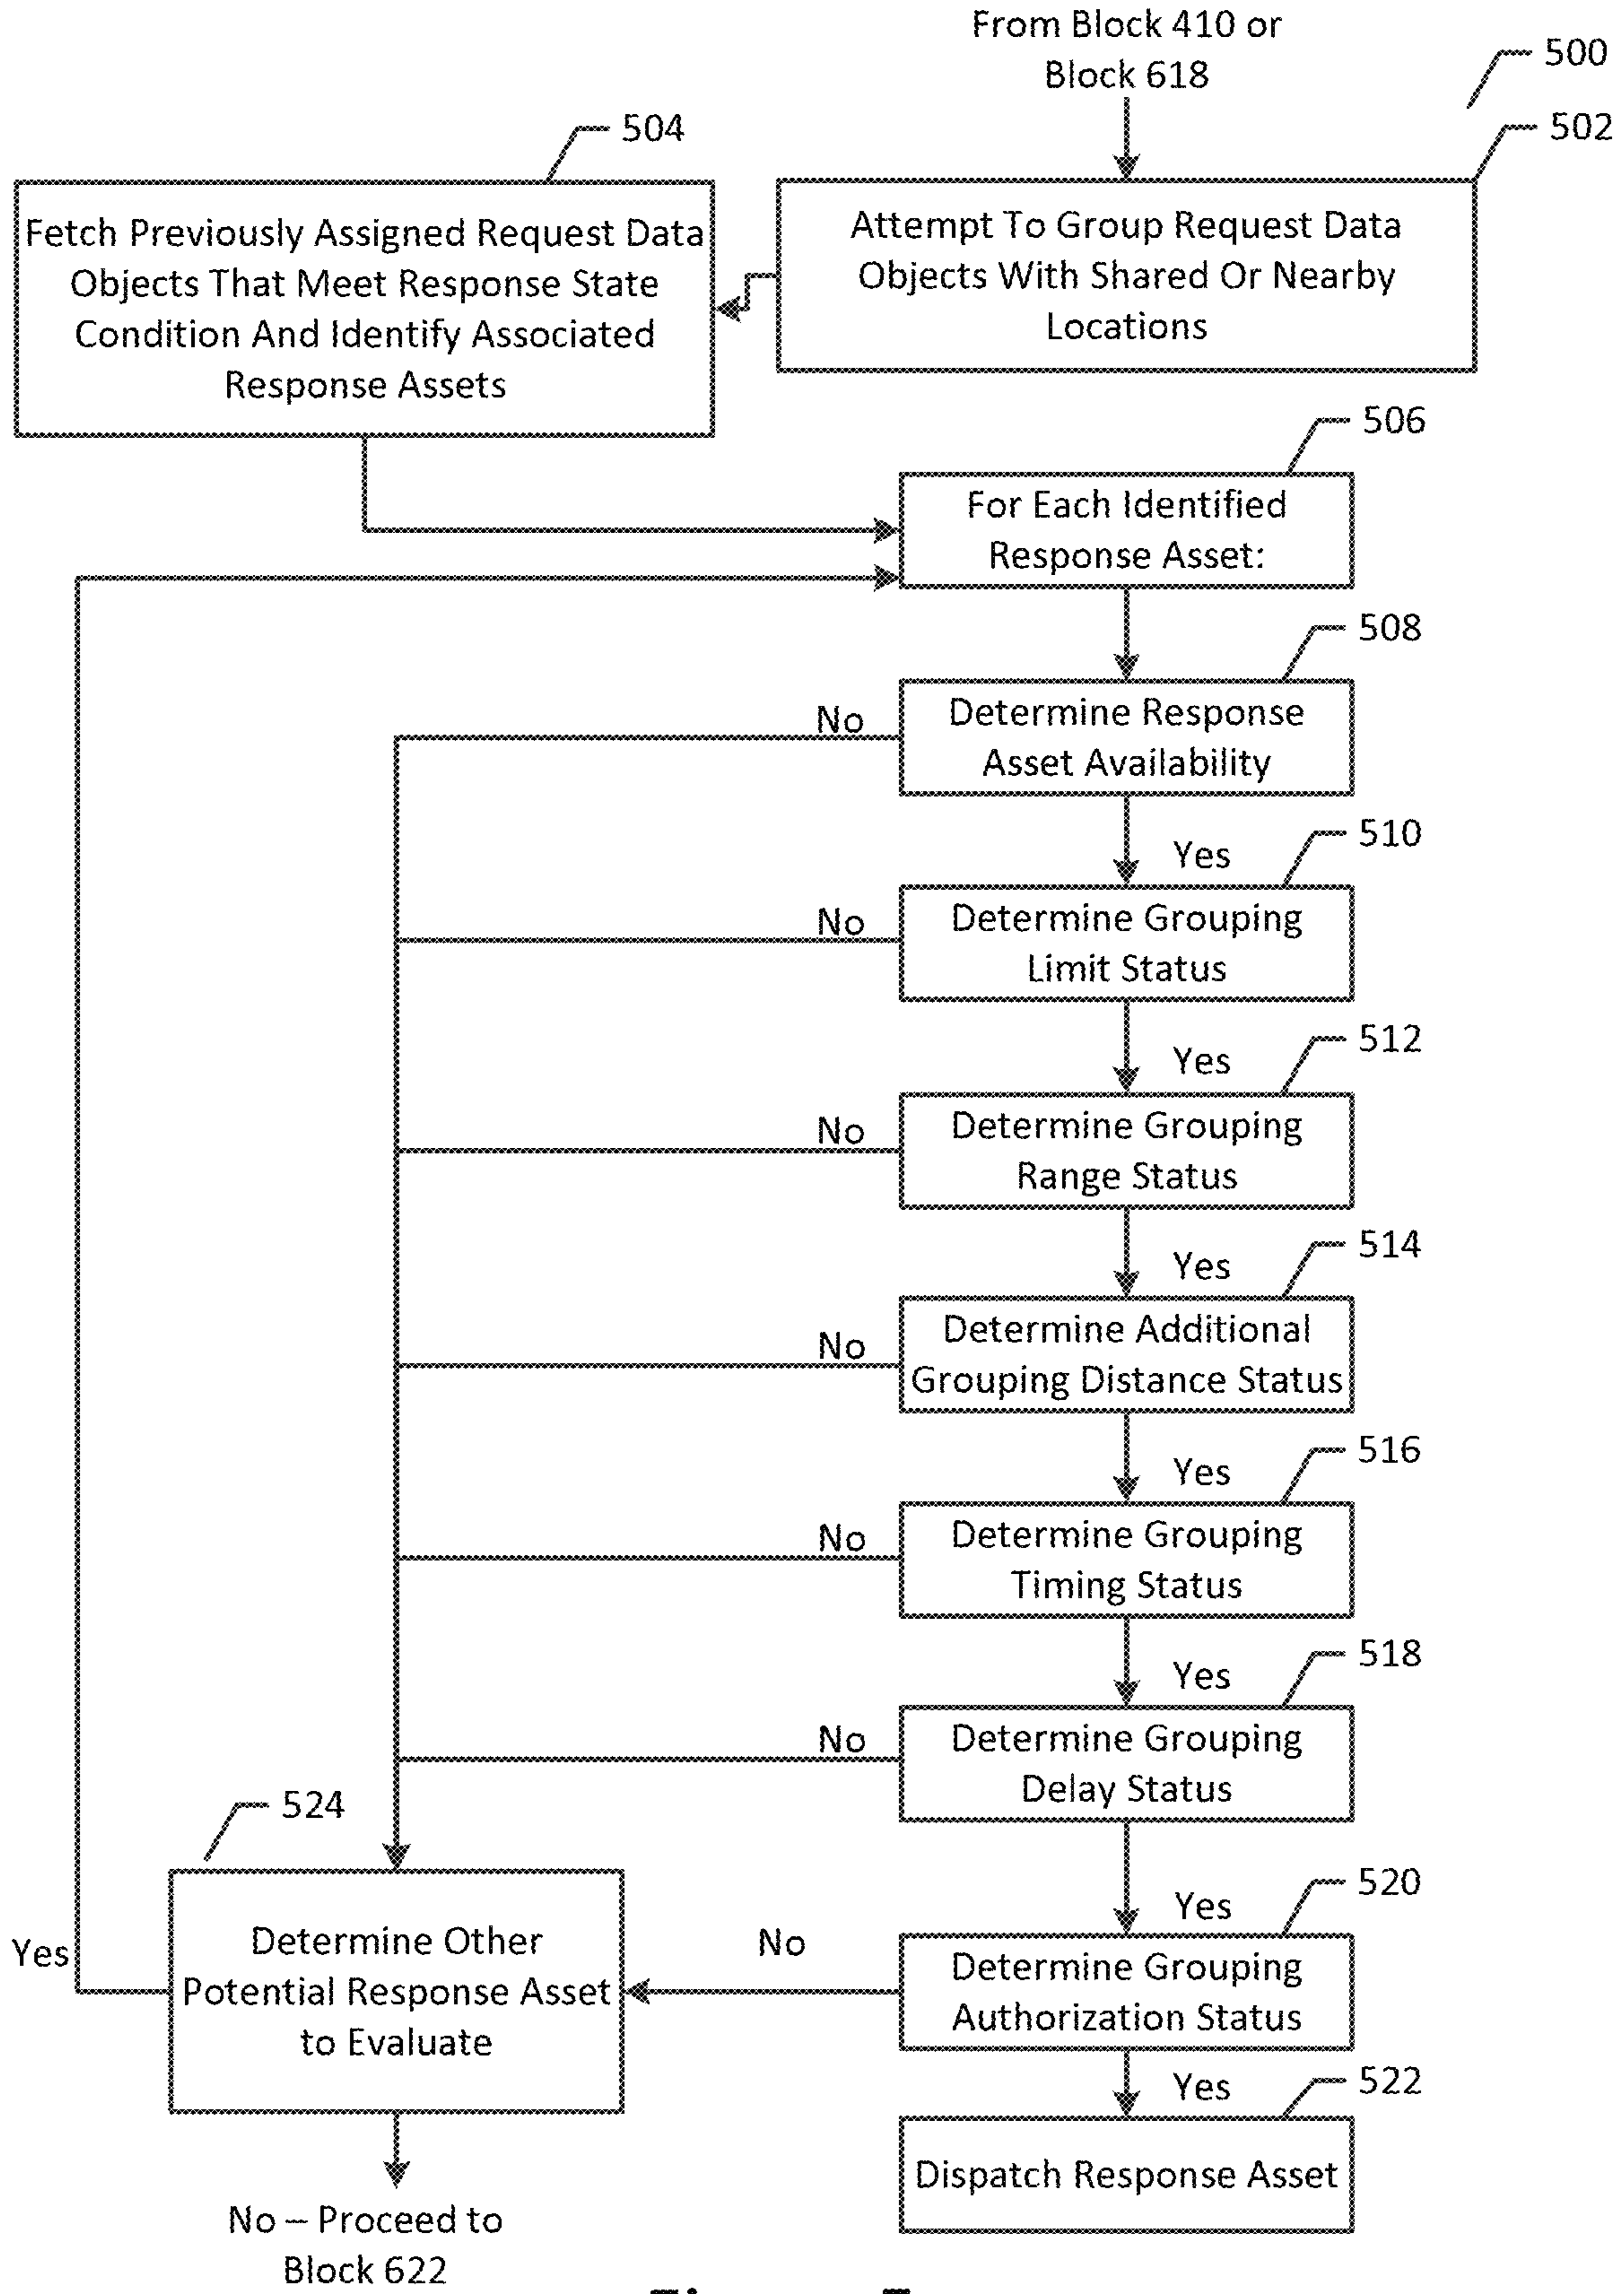 From Block 410 or
Block 618
500
502
504
Attempt To Group Request Data
Objects With Shared Or Nearby
Locations
Fetch Previously Assigned Request Data
Objects That Meet Response State
Condition And Identify Associated
Response Assets
506
For Each Identified
Response Asset:
508
Determine Response
Asset Availability
No
Yes
510
Determine Grouping
Limit Status
No
Yes
512
Determine Grouping
Range Status
No
Yes
514
Determine Additional
Grouping Distance Status
No
Yes
516
Determine Grouping
Timing Status
No
Yes
518
Determine Grouping
Delay Status
No
Yes
520
Determine Grouping
Authorization Status
No
Yes
522
Dispatch Response Asset
524
Determine Other
Potential Response Asset
to Evaluate
Yes
No – Proceed to
Block 622